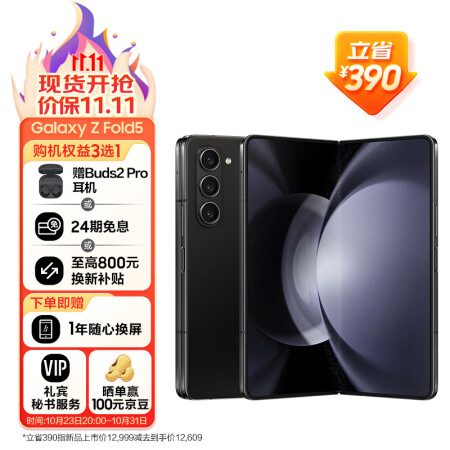 11.11
现货开抢
价保11.11
Galaxy Z Fold5
购机权益3选1
赠Buds2 Pro
耳机
或
24期免息
或
至高800元
换新补贴
下单即赠
1年随心换屏
VIP
礼宾
秘书服务
晒单赢
100元京豆
时间:10月23日20:00-10月31日
*立省390指新品上市价12,999减去到手价12,609
立省
¥390